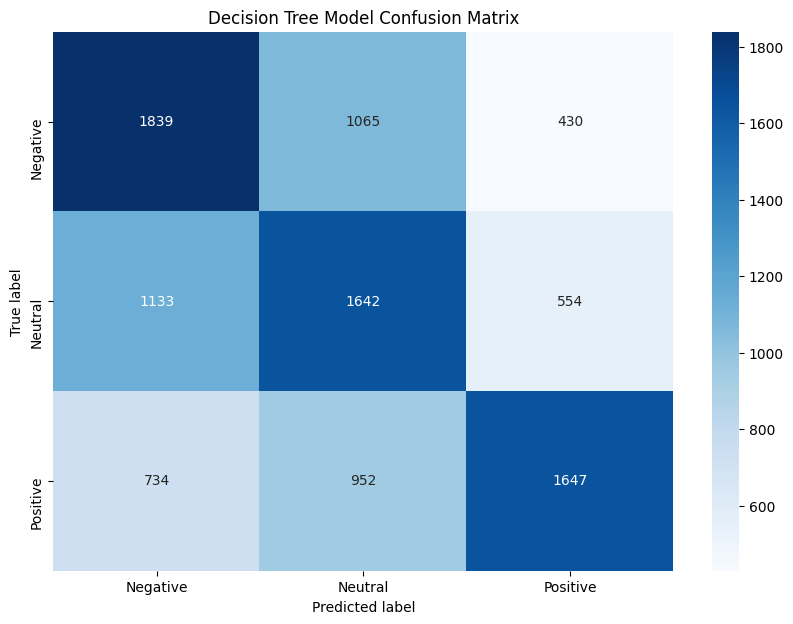 Decision Tree Model Confusion Matrix
True label
Negative
Neutral
Positive
1839 1065 430
1133 1642 554
734 952 1647
Negative Neutral Positive
Predicted label
1800
1600
1400
1200
1000
800
600